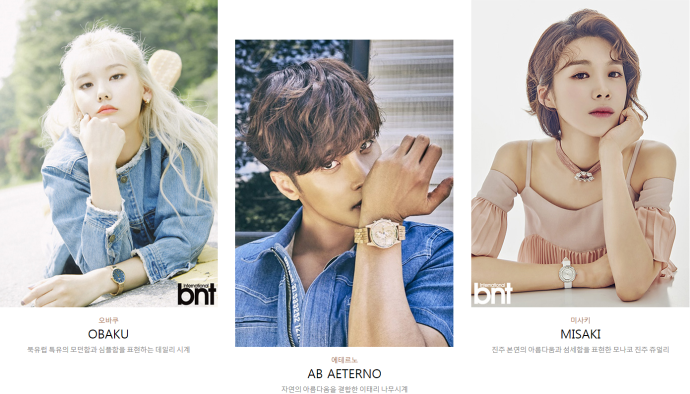 International
bnt
오바쿠
OBAKU
북유럽 특유의 모던함과 심플함을 표현하는 데일리 시계
에테르노
AB AETERNO
자연의 아름다움을 결합한 이태리 나무시계
International
bnt
미사키
MISAKI
진주 본연의 아름다움과 섬세함을 표현한 모나코 진주 쥬얼리